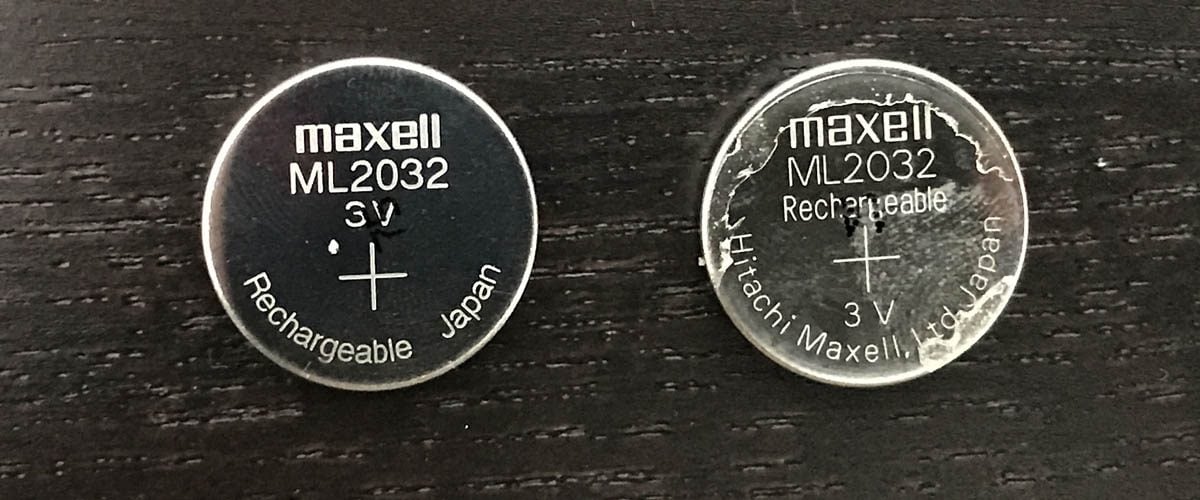 maxell
ML2032
3V
+
Rechargeable Japan
maxell
ML2032
Rechargeable
+
3 V
Hitachi Maxell, Ltd. Japan